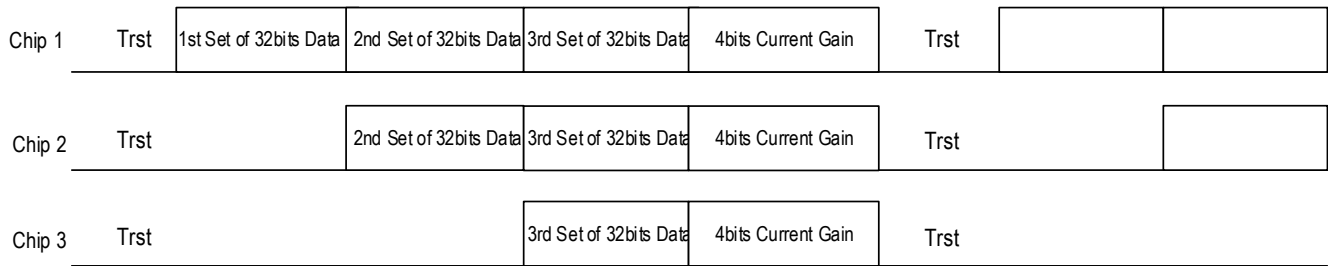 Chip 1 Trst 1st Set of 32bits Data 2nd Set of 32bits Data 3rd Set of 32bits Data 4bits Current Gain Trst
Chip 2 Trst 2nd Set of 32bits Data 3rd Set of 32bits Data 4bits Current Gain Trst
Chip 3 Trst 3rd Set of 32bits Data 4bits Current Gain Trst